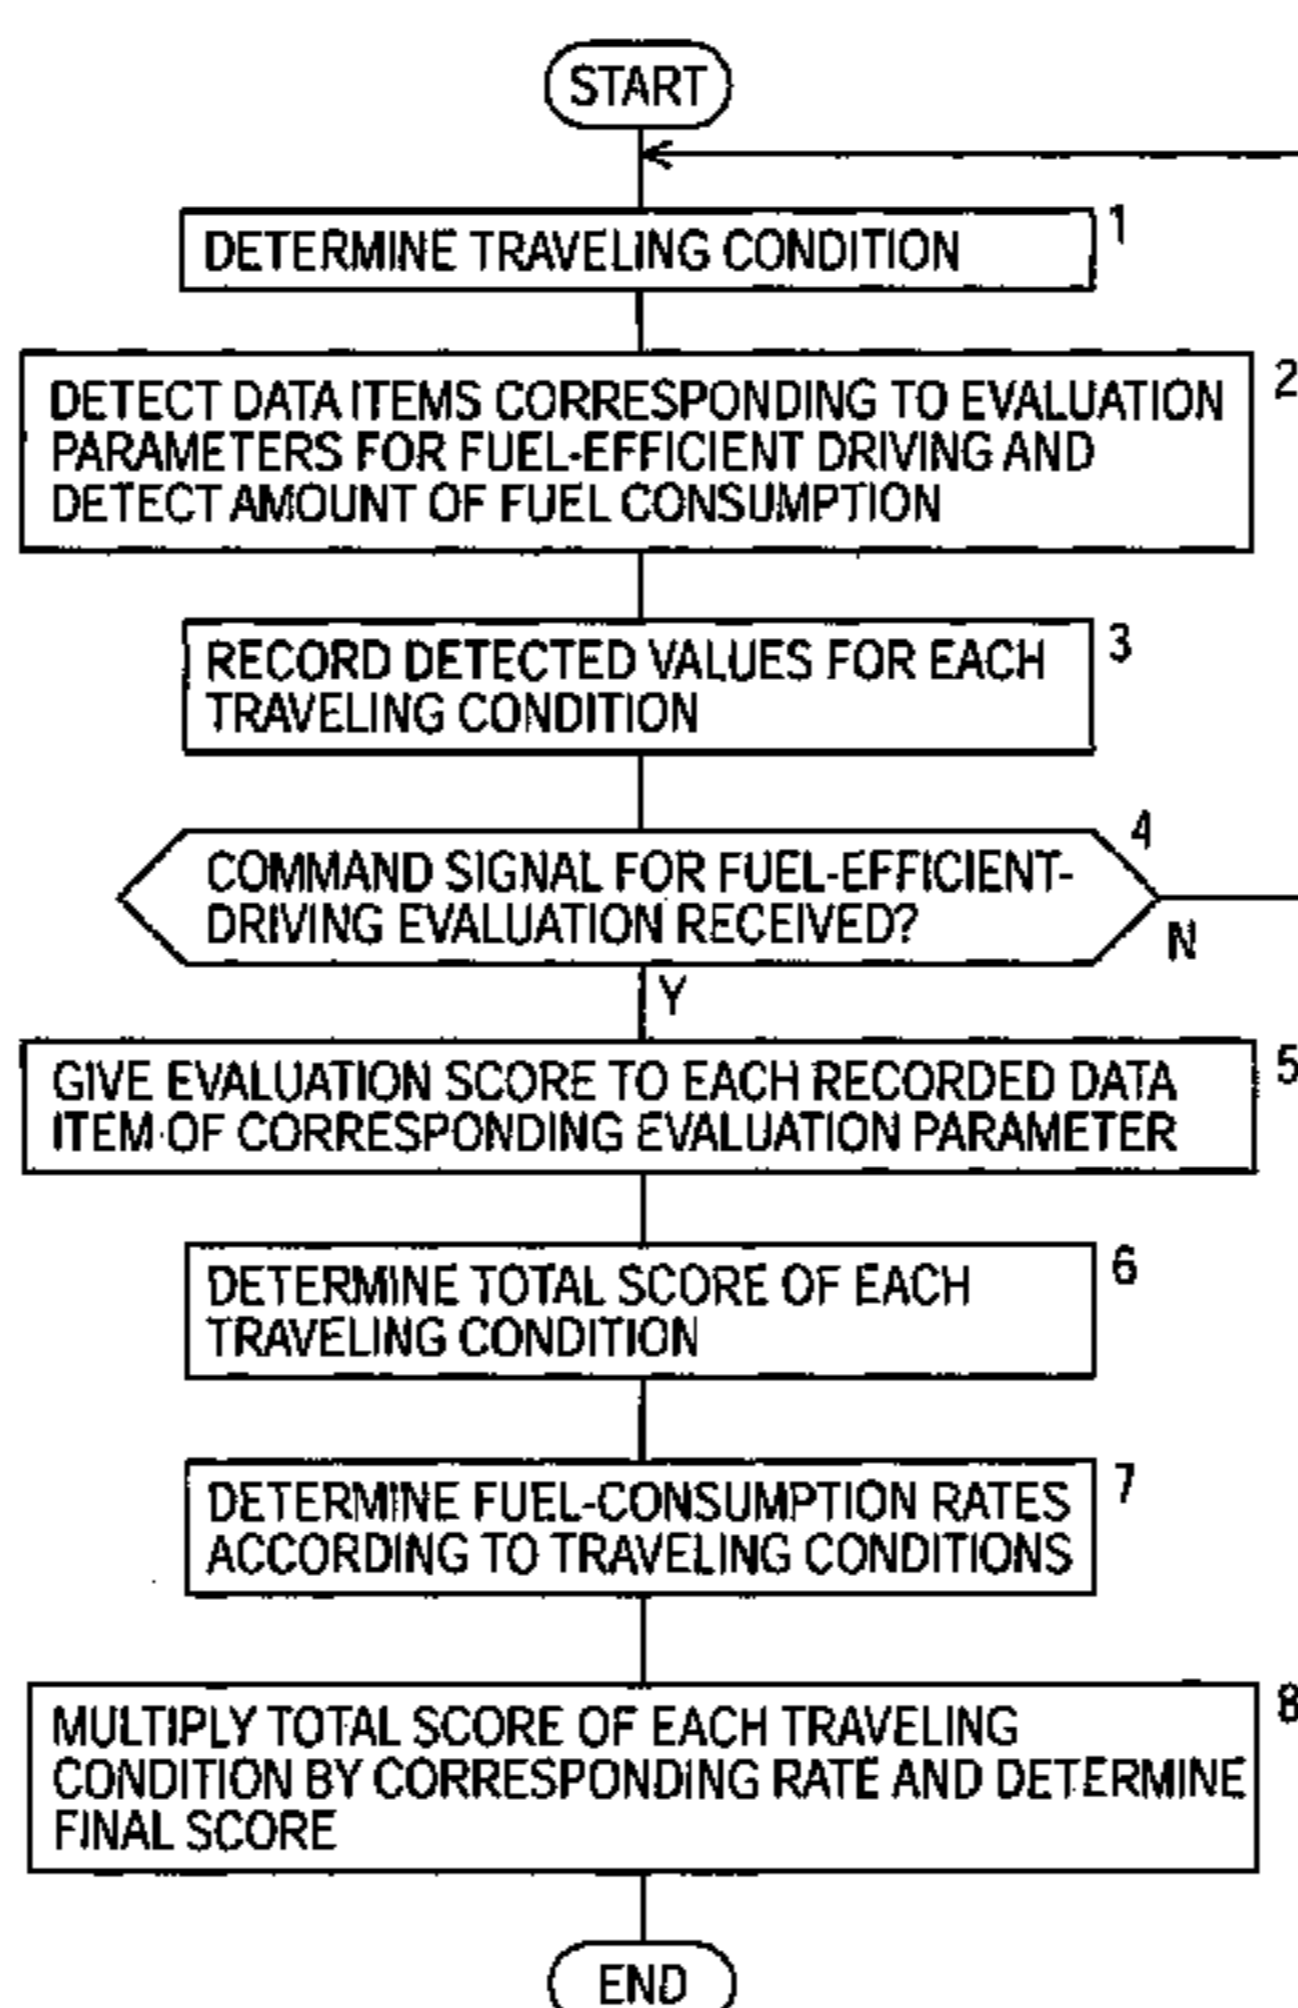 START
1
DETERMINE TRAVELING CONDITION
2
DETECT DATA ITEMS CORRESPONDING TO EVALUATION
PARAMETERS FOR FUEL-EFFICIENT DRIVING AND
DETECT AMOUNT OF FUEL CONSUMPTION
3
RECORD DETECTED VALUES FOR EACH
TRAVELING CONDITION
4
COMMAND SIGNAL FOR FUEL-EFFICIENT-
DRIVING EVALUATION RECEIVED?
N
Y
5
GIVE EVALUATION SCORE TO EACH RECORDED DATA
ITEM OF CORRESPONDING EVALUATION PARAMETER
6
DETERMINE TOTAL SCORE OF EACH
TRAVELING CONDITION
7
DETERMINE FUEL-CONSUMPTION RATES
ACCORDING TO TRAVELING CONDITIONS
8
MULTIPLY TOTAL SCORE OF EACH TRAVELING
CONDITION BY CORRESPONDING RATE AND DETERMINE
FINAL SCORE
END